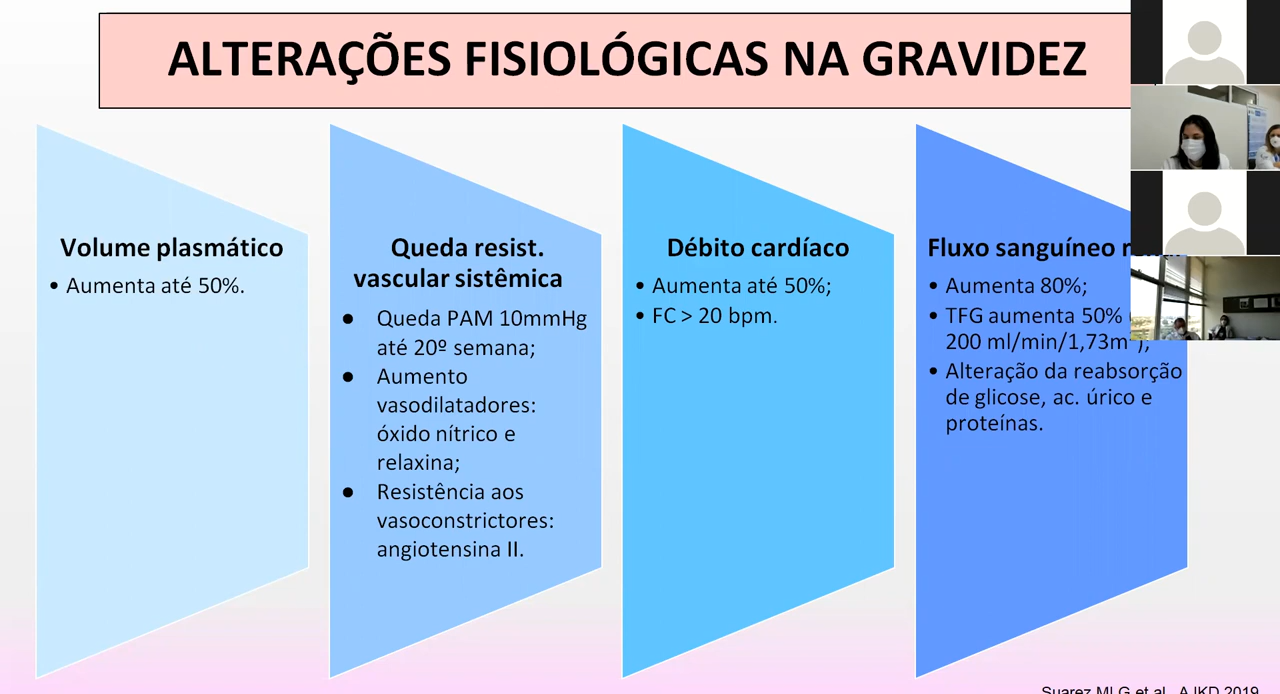 ALTERAÇÕES FISIOLÓGICAS NA GRAVIDEZ
Volume plasmático
• Aumenta até 50%.
Queda resist.
vascular sistêmica
● Queda PAM 10mmHg
até 20º semana;
● Aumento
vasodilatadores:
óxido nítrico e
relaxina;
● Resistência aos
vasoconstrictores:
angiotensina II.
Débito cardíaco
• Aumenta até 50%;
• FC > 20 bpm.
Fluxo sanguíneo
• Aumenta 80%;
• TFG aumenta 50%
200 ml/min/1,73m²),
• Alteração da reabsorção
de glicose, ac. úrico e
proteínas.
Suarez MLG et al., AJKD 2019